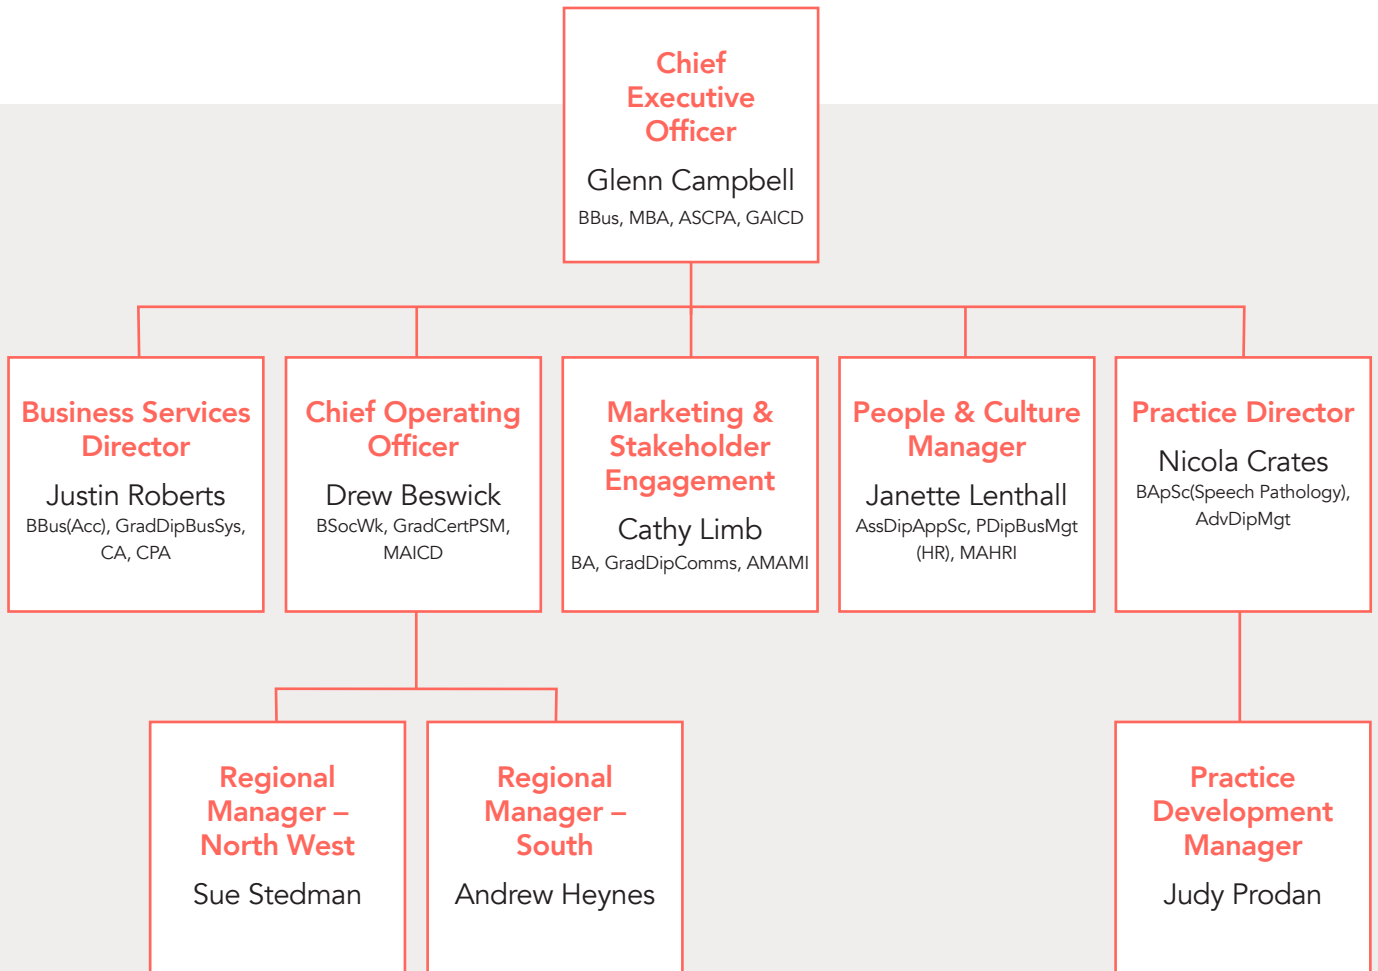 Chief
Executive
Officer
Glenn Campbell
BBus, MBA, ASCPA, GAICD
Business Services
Director
Justin Roberts
BBus(Acc), GradDipBusSys,
CA, CPA
Chief Operating
Officer
Drew Beswick
BSocWk, GradCertPSM,
MAICD
Marketing &
Stakeholder
Engagement
Cathy Limb
BA, GradDipComms, AMAMI
People & Culture
Manager
Janette Lenthall
AssDipAppSc, PDipBusMgt
(HR), MAHRI
Practice Director
Nicola Crates
BApSc(Speech Pathology),
AdvDipMgt
Regional
Manager –
North West
Sue Stedman
Regional
Manager –
South
Andrew Heynes
Practice
Development
Manager
Judy Prodan